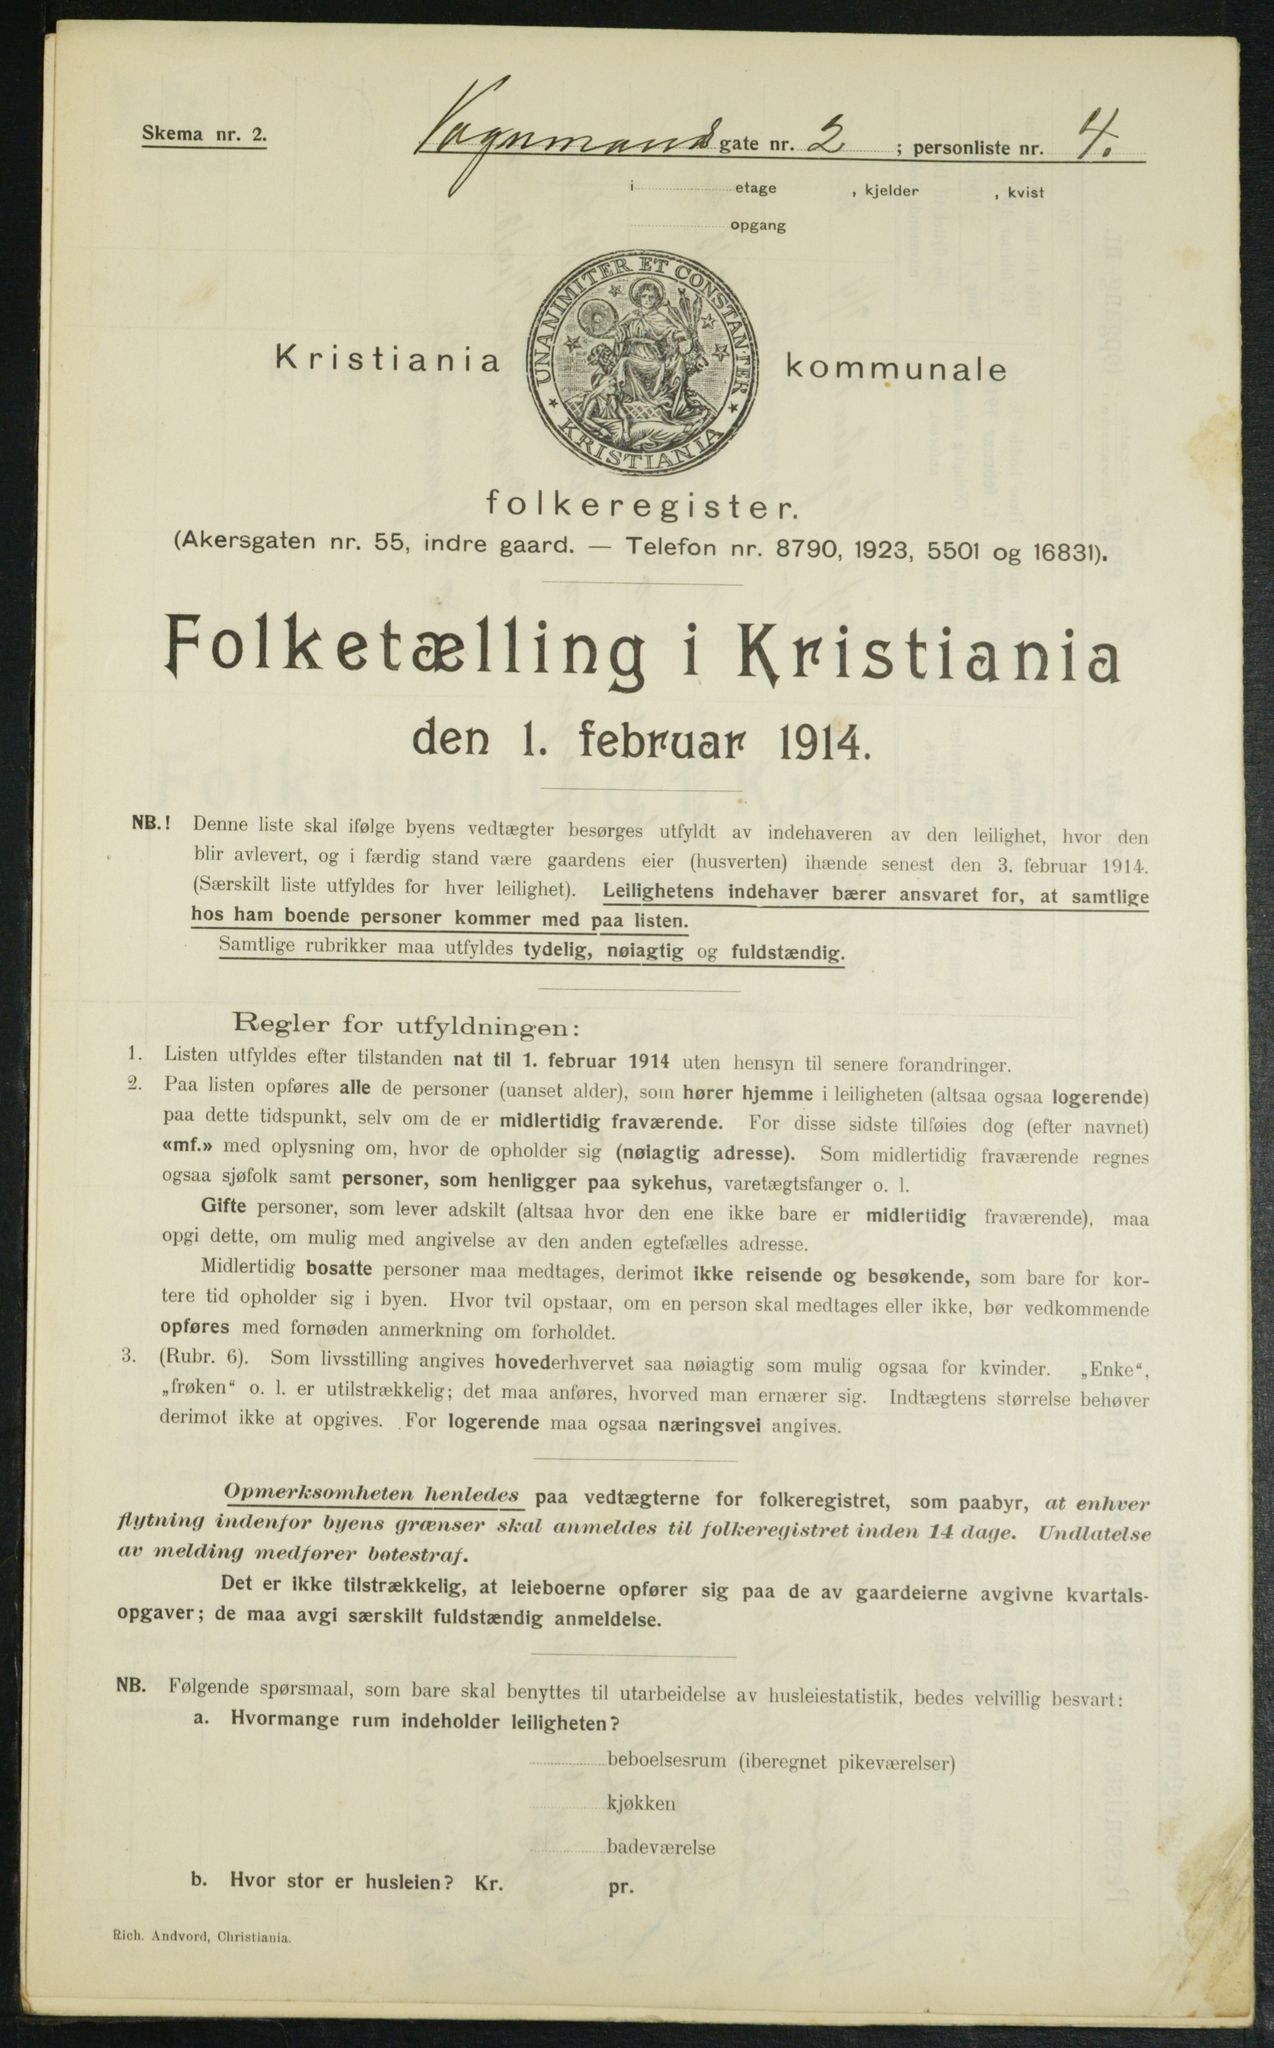 Skema nr. 2.
Vognmandsgate nr. 2; personliste nr. 4.
i etage, kjelder, kvist
opgang
UNANIMITER ET CONSTANTER
KRISTIANIA
Kristiania kommunale
folkeregister.
(Akersgaten nr. 55, indre gaard. — Telefon nr. 8790, 1923, 5501 og 16831).
Folketælling i Kristiania
den 1. februar 1914.
NB.! Denne liste skal ifølge byens vedtægter besørges utfyldt av indehaveren av den leilighet, hvor den
blir avlevert, og i færdig stand være gaardens eier (husverten) ihænde senest den 3. februar 1914.
(Særskilt liste utfyldes for hver leilighet). Leilighetens indehaver bærer ansvaret for, at samtlige
hos ham boende personer kommer med paa listen.
Samtlige rubrikker maa utfyldes tydelig, nøiagtig og fuldstændig.
Regler for utfyldningen:
1. Listen utfyldes efter tilstanden nat til 1. februar 1914 uten hensyn til senere forandringer.
2. Paa listen opføres alle de personer (uanset alder), som hører hjemme i leiligheten (altsaa ogsaa logerende)
paa dette tidspunkt, selv om de er midlertidig fraværende. For disse sidste tilføies dog (efter navnet)
«mf.» med oplysning om, hvor de opholder sig (nøiagtig adresse). Som midlertidig fraværende regnes
ogsaa sjøfolk samt personer, som henligger paa sykehus, varetægtsfanger o. l.
Gifte personer, som lever adskilt (altsaa hvor den ene ikke bare er midlertidig fraværende), maa
opgi dette, om mulig med angivelse av den anden egtefælles adresse.
Midlertidig bosatte personer maa medtages, derimot ikke reisende og besøkende, som bare for kor-
tere tid opholder sig i byen. Hvor tvil opstaar, om en person skal medtages eller ikke, bør vedkommende
opføres med fornøden anmerkning om forholdet.
3. (Rubr. 6). Som livsstilling angives hovederhvervet saa nøiagtig som mulig ogsaa for kvinder. „Enke“,
„frøken“ o. l. er utilstrækkelig; det maa anføres, hvorved man ernærer sig. Indtægtens størrelse behøver
derimot ikke at opgives. For logerende maa ogsaa næringsvei angives.
Opmerksomheten henledes paa vedtægterne for folkeregistret, som paabyr, at enhver
flytning indenfor byens grænser skal anmeldes til folkeregistret inden 14 dage. Undlatelse
av melding medfører bøtestraf.
Det er ikke tilstrækkelig, at leieboerne opfører sig paa de av gaardeierne avgivne kvartals-
opgaver; de maa avgi særskilt fuldstændig anmeldelse.
NB. Følgende spørsmaal, som bare skal benyttes til utarbeidelse av husleiestatistik, bedes velvillig besvart:
a. Hvormange rum indeholder leiligheten?
beboelsesrum (iberegnet pikeværelser)
kjøkken
badeværelse
b. Hvor stor er husleien? Kr. pr.
Rich. Andvord, Christiania.